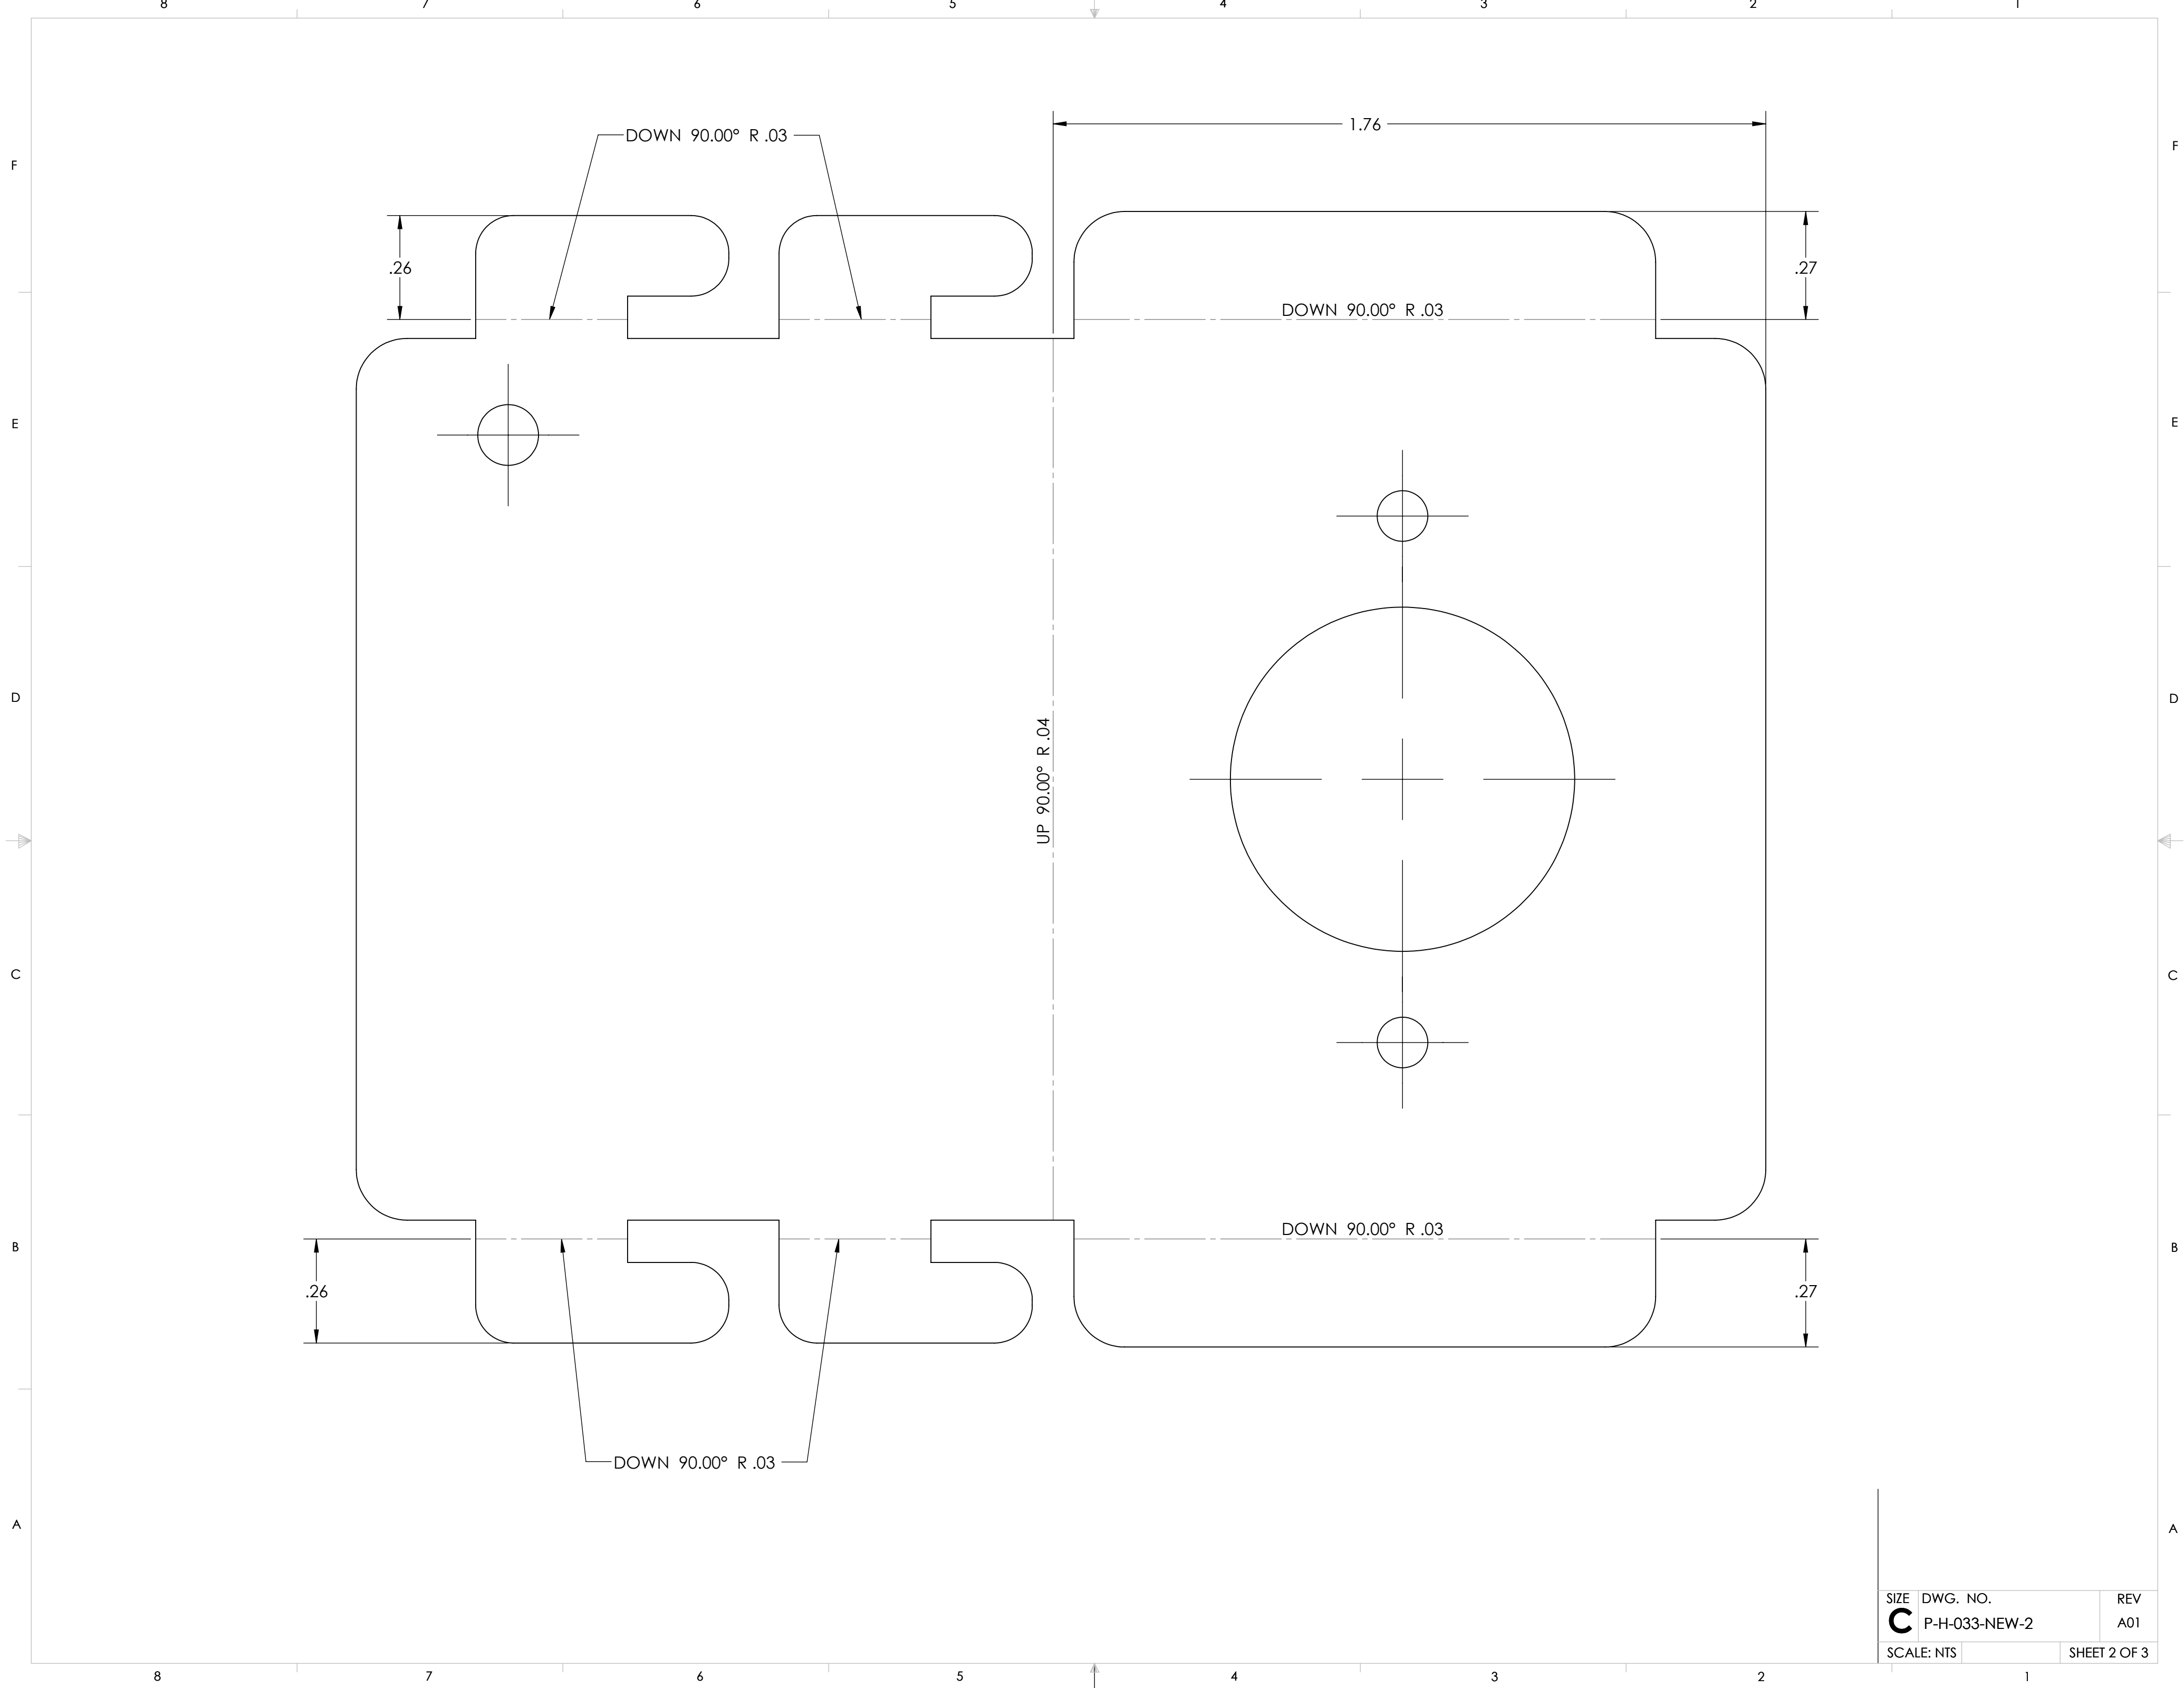 8 7 6 5 4 3 2 1
DOWN 90.00° R .03
1.76
F F
.26 .27
DOWN 90.00° R .03
E E
D D
UP 90.00° R .04
C C
DOWN 90.00° R .03
B B
.26 .27
DOWN 90.00° R .03
A A
SIZE DWG. NO. REV
C P-H-033-NEW-2 A01
SCALE: NTS SHEET 2 OF 3
8 7 6 5 4 3 2 1